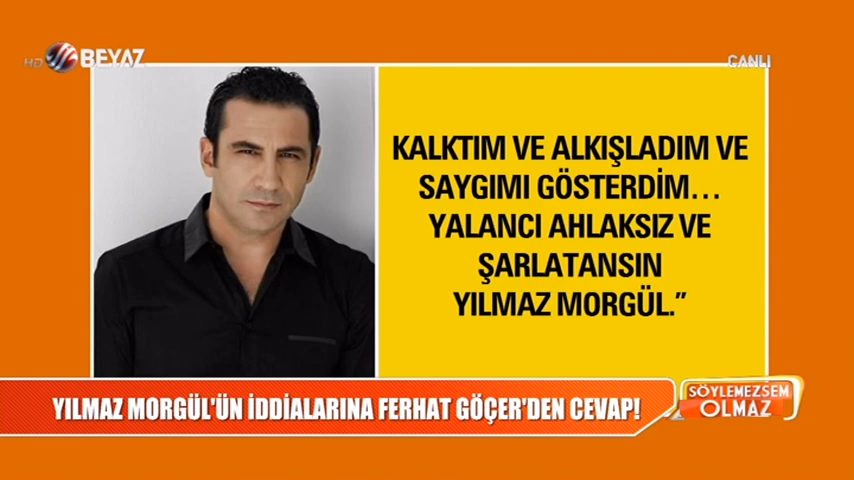 HD BEYAZ
CANLI
KALKTIM VE ALKIŞLADIM VE
SAYGIMI GÖSTERDİM...
YALANCI AHLAKSIZ VE
ŞARLATANSIN
YILMAZ MORGÜL.”
YILMAZ MORGÜL'ÜN İDDİALARINA FERHAT GÖÇER'DEN CEVAP!
SÖYLEMEZSEM
OLMAZ